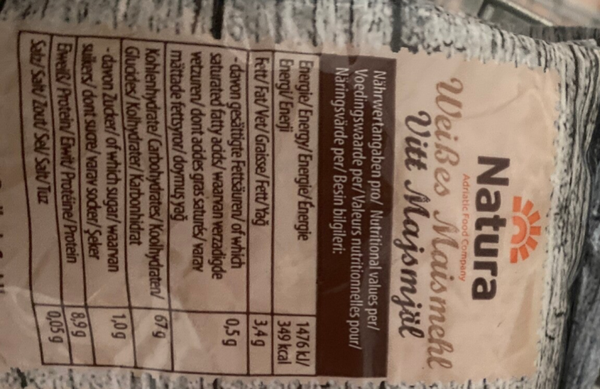 Natura
Adriatic Food Company
Weißes Maismehl
Vitt Majsmjöl
Nährwertangaben pro/ Nutritional values per/
Voedingswaarde per/ Valeurs nutritionnelles pour/
Näringsvärde per/ Besin bilgileri:
Energie/ Energy/ Energie/ Énergie
Energi/ Enerji
1476 kJ/
349 kcal
Fett/ Fat/ Vet/ Graisse/ Fett/ Yağ
3,4 g
- davon gesättigte Fettsäuren/ of which
saturated fatty acids/ waarvan verzadigde
vetzuren/ dont acides gras saturés/ varav
mättade fettsyror/ doymuş yağ
0,5 g
Kohlenhydrate/ Carbohydrates/ Koolhydraten/
Glucides/ Kolhydrater/ Karbonhidrat
67 g
- davon Zucker/ of which sugar/ waarvan
suikers/ dont sucre/ varav socker/ Şeker
1,0 g
Eiweiß/ Protein/ Eiwit/ Protéine/ Protein
8,9 g
Salz/ Salt/ Zout/ Sel/ Salt/ Tuz
0,05 g